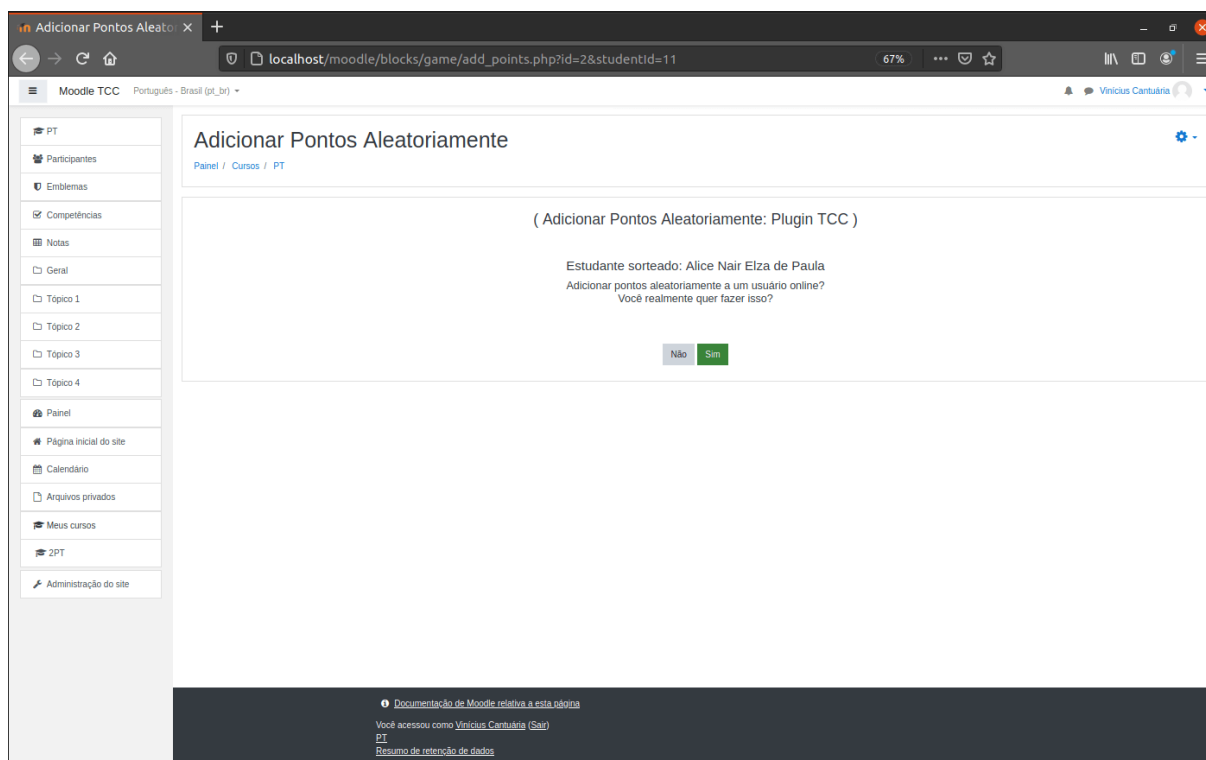 Adicionar Pontos Aleato
localhost/moodle/blocks/game/add_points.php?id=2&studentId=11
67%
Moodle TCC
Português - Brasil (pt_br)
Vinícius Cantuária
PT
Participantes
Emblemas
Competências
Notas
Geral
Tópico 1
Tópico 2
Tópico 3
Tópico 4
Painel
Página inicial do site
Calendário
Arquivos privados
Meus cursos
2PT
Administração do site
Adicionar Pontos Aleatoriamente
Painel / Cursos / PT
( Adicionar Pontos Aleatoriamente: Plugin TCC )
Estudante sorteado: Alice Nair Elza de Paula
Adicionar pontos aleatoriamente a um usuário online?
Você realmente quer fazer isso?
Não Sim
Documentação de Moodle relativa a esta página
Você acessou como Vinícius Cantuária (Sair)
PT
Resumo de retenção de dados